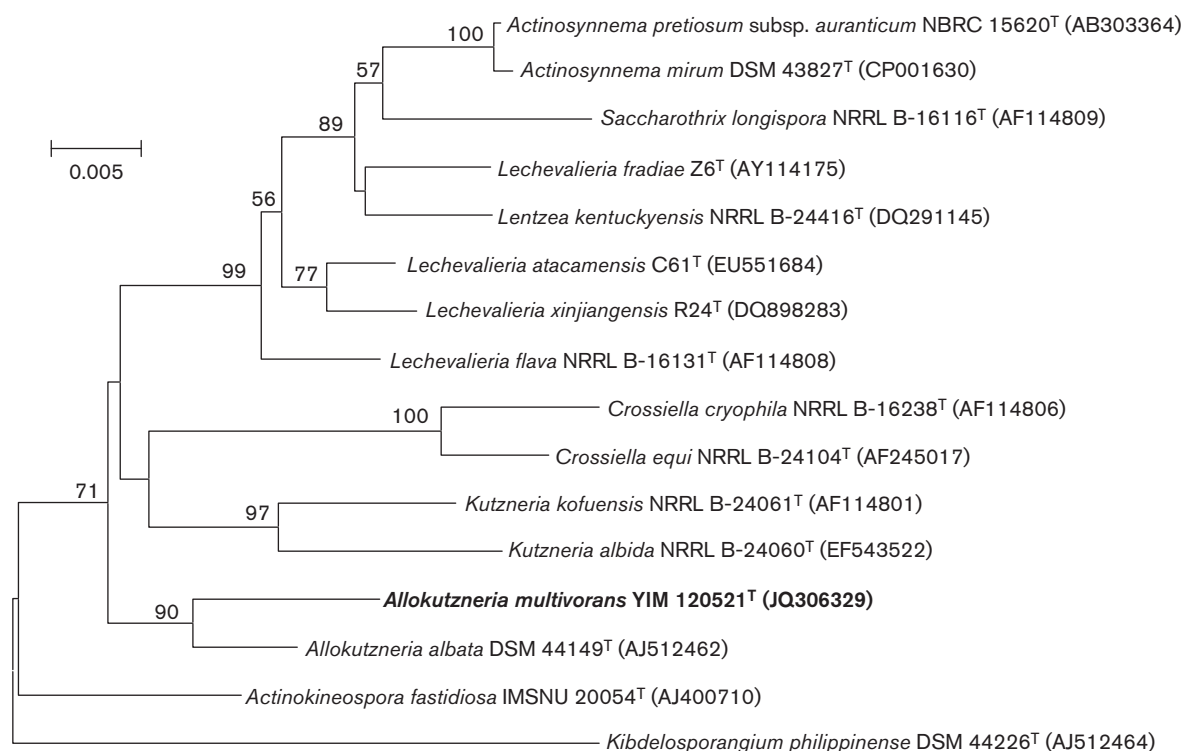 100
Actinosynnema pretiosum subsp. auranticum NBRC 15620ᵀ (AB303364)
57
Actinosynnema mirum DSM 43827ᵀ (CP001630)
89
Saccharothrix longispora NRRL B-16116ᵀ (AF114809)
0.005
Lechevalieria fradiae Z6ᵀ (AY114175)
56
Lentzea kentuckyensis NRRL B-24416ᵀ (DQ291145)
99
77
Lechevalieria atacamensis C61ᵀ (EU551684)
Lechevalieria xinjiangensis R24ᵀ (DQ898283)
Lechevalieria flava NRRL B-16131ᵀ (AF114808)
100
Crossiella cryophila NRRL B-16238ᵀ (AF114806)
Crossiella equi NRRL B-24104ᵀ (AF245017)
71
97
Kutzneria kofuensis NRRL B-24061ᵀ (AF114801)
Kutzneria albida NRRL B-24060ᵀ (EF543522)
90
Allokutzneria multivorans YIM 120521ᵀ (JQ306329)
Allokutzneria albata DSM 44149ᵀ (AJ512462)
Actinokineospora fastidiosa IMSNU 20054ᵀ (AJ400710)
Kibdelosporangium philippinense DSM 44226ᵀ (AJ512464)